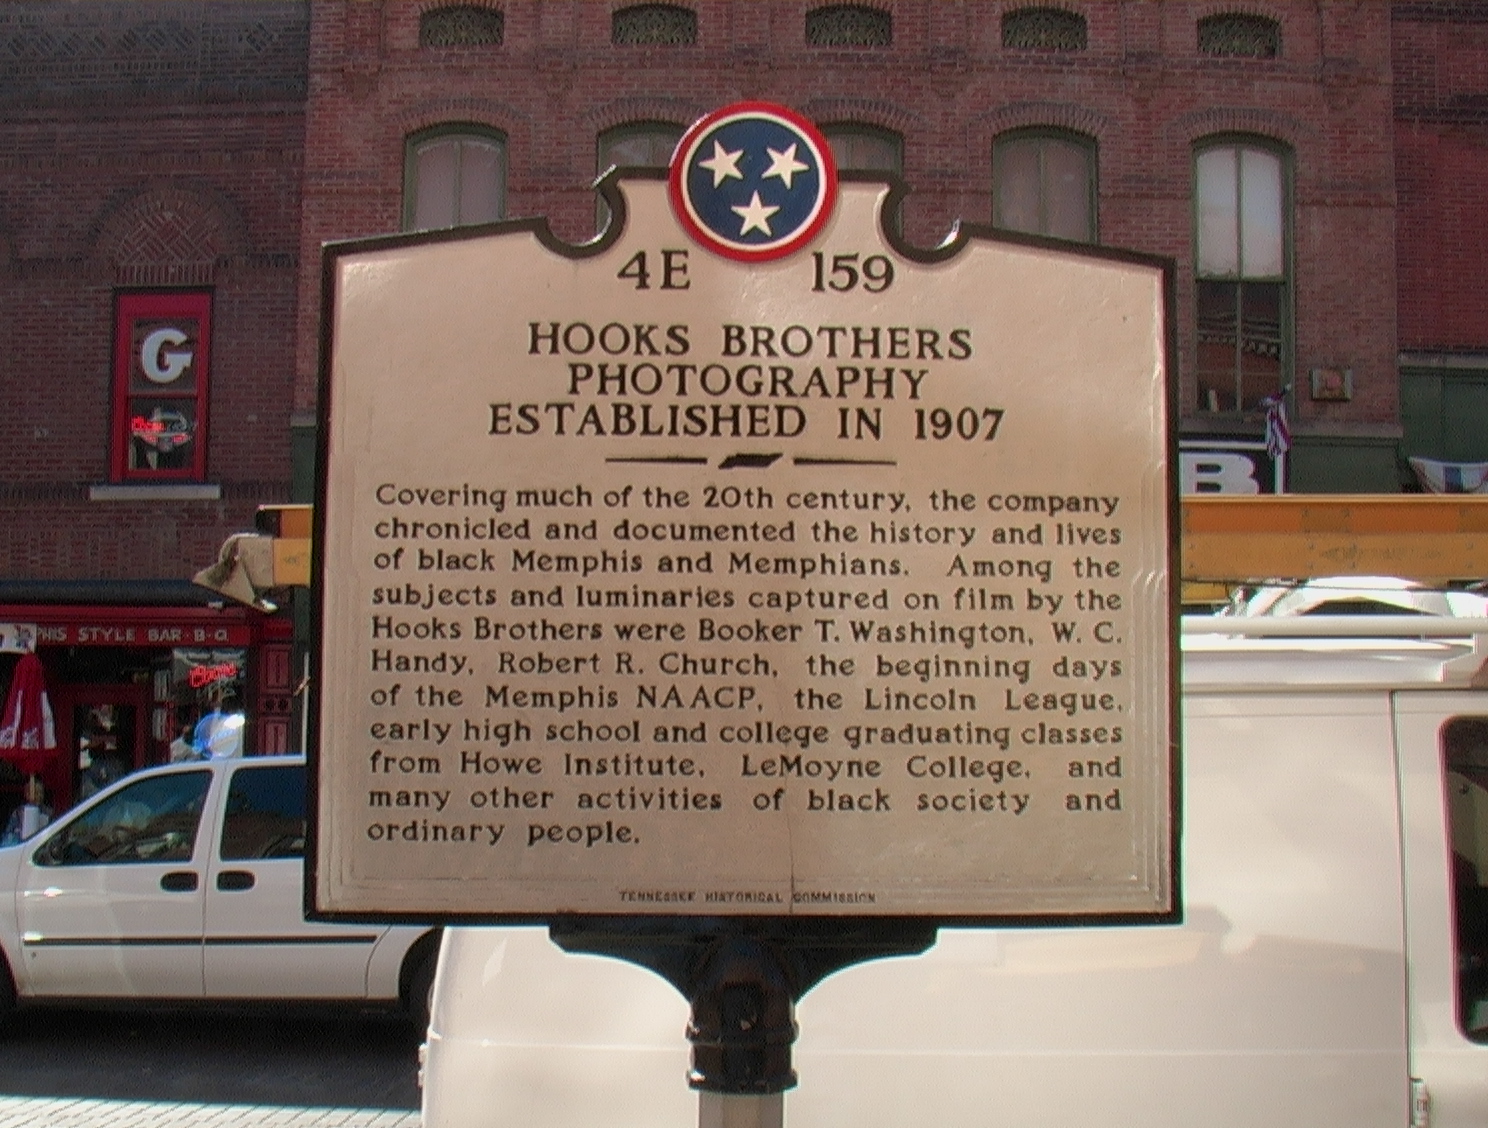 4E 159
HOOKS BROTHERS
PHOTOGRAPHY
ESTABLISHED IN 1907
Covering much of the 20th century, the company
chronicled and documented the history and lives
of black Memphis and Memphians. Among the
subjects and luminaries captured on film by the
Hooks Brothers were Booker T. Washington, W. C.
Handy, Robert R. Church, the beginning days
of the Memphis NAACP, the Lincoln League,
early high school and college graduating classes
from Howe Institute, LeMoyne College, and
many other activities of black society and
ordinary people.
TENNESSEE HISTORICAL COMMISSION
G
B
PHIS STYLE BAR-B-Q